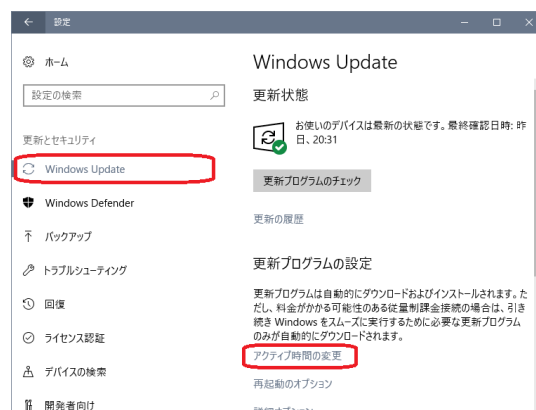 設定
ホーム
設定の検索
更新とセキュリティ
Windows Update
Windows Defender
バックアップ
トラブルシューティング
回復
ライセンス認証
デバイスの検索
開発者向け
Windows Update
更新状態
お使いのデバイスは最新の状態です。最終確認日時: 昨
日、20:31
更新プログラムのチェック
更新の履歴
更新プログラムの設定
更新プログラムは自動的にダウンロードおよびインストールされます。た
だし、料金がかかる可能性のある従量制課金接続の場合は、引き
続き Windows をスムーズに実行するために必要な更新プログラム
のみが自動的にダウンロードされます。
アクティブ時間の変更
再起動のオプション
詳細オプション